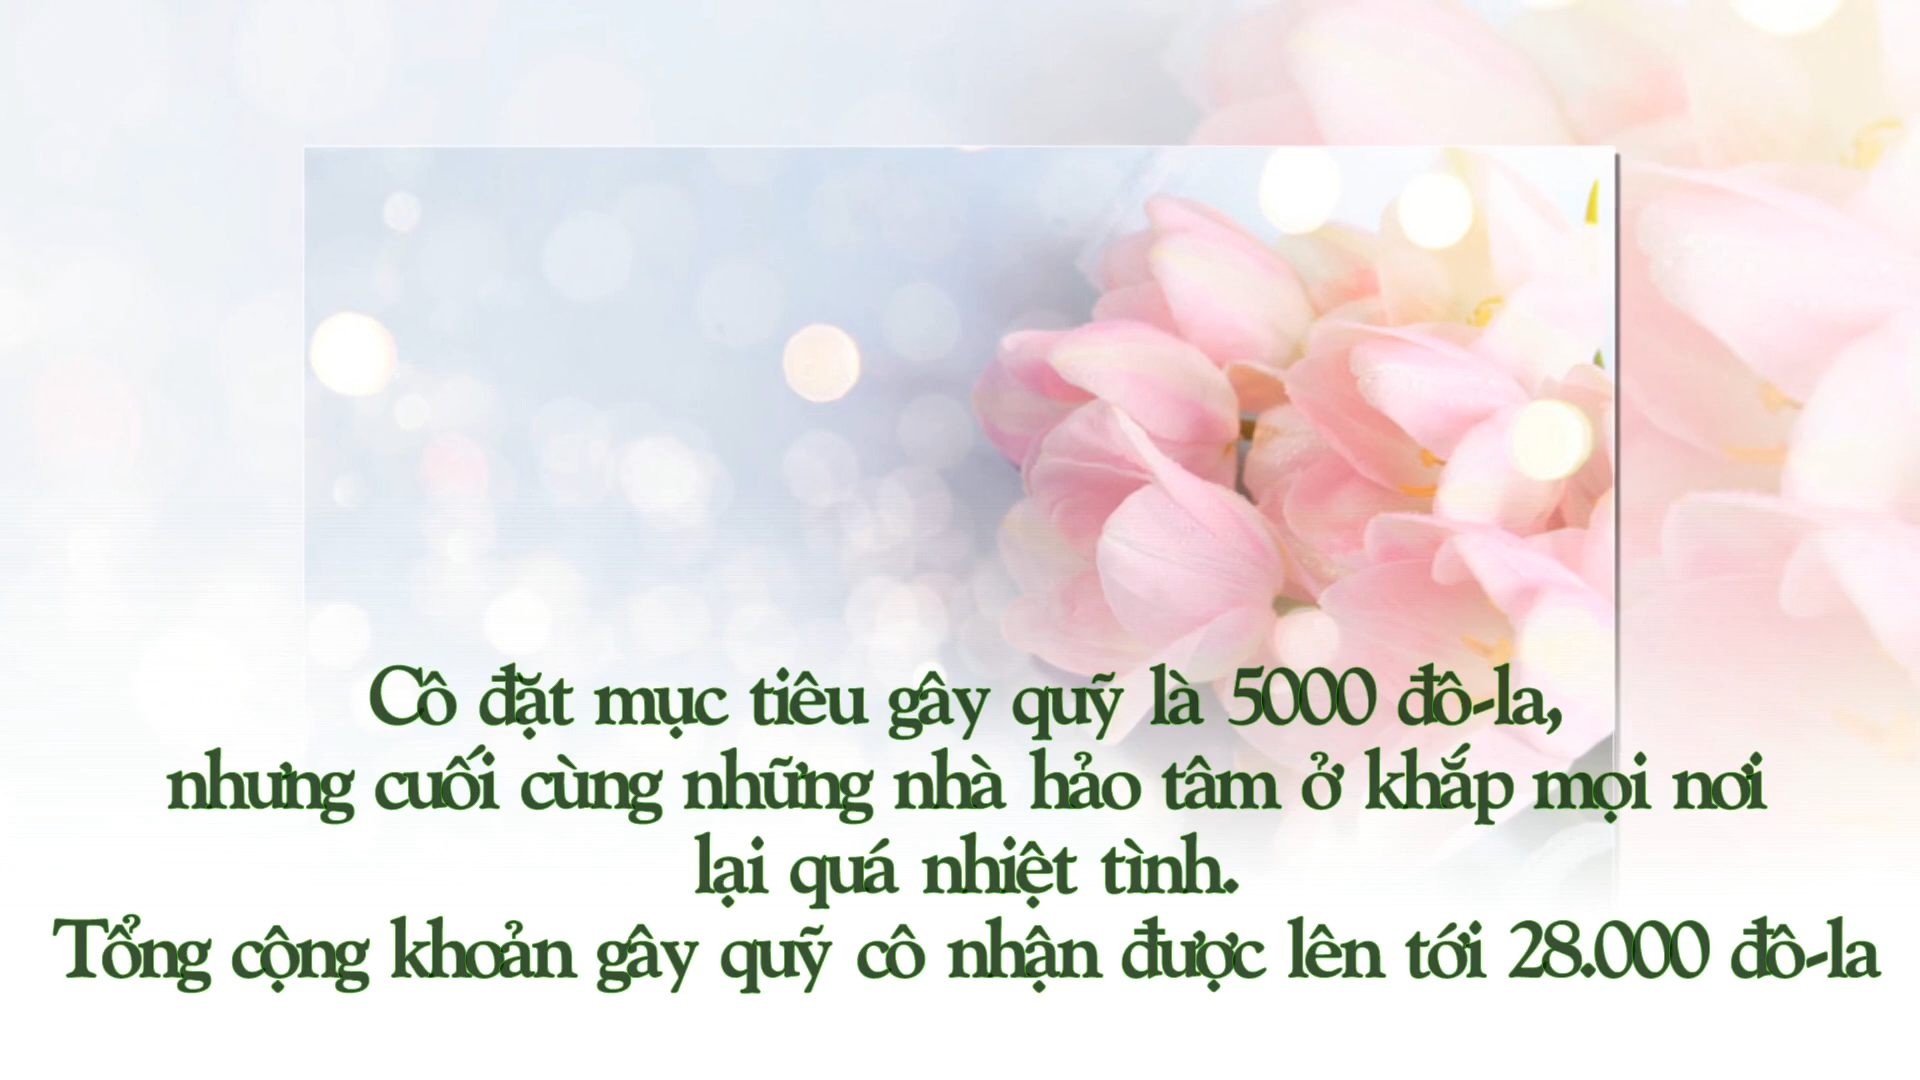 Cô đặt mục tiêu gây quỹ là 5000 đô-la,
nhưng cuối cùng những nhà hảo tâm ở khắp mọi nơi
lại quá nhiệt tình.
Tổng cộng khoản gây quỹ cô nhận được lên tới 28.000 đô-la